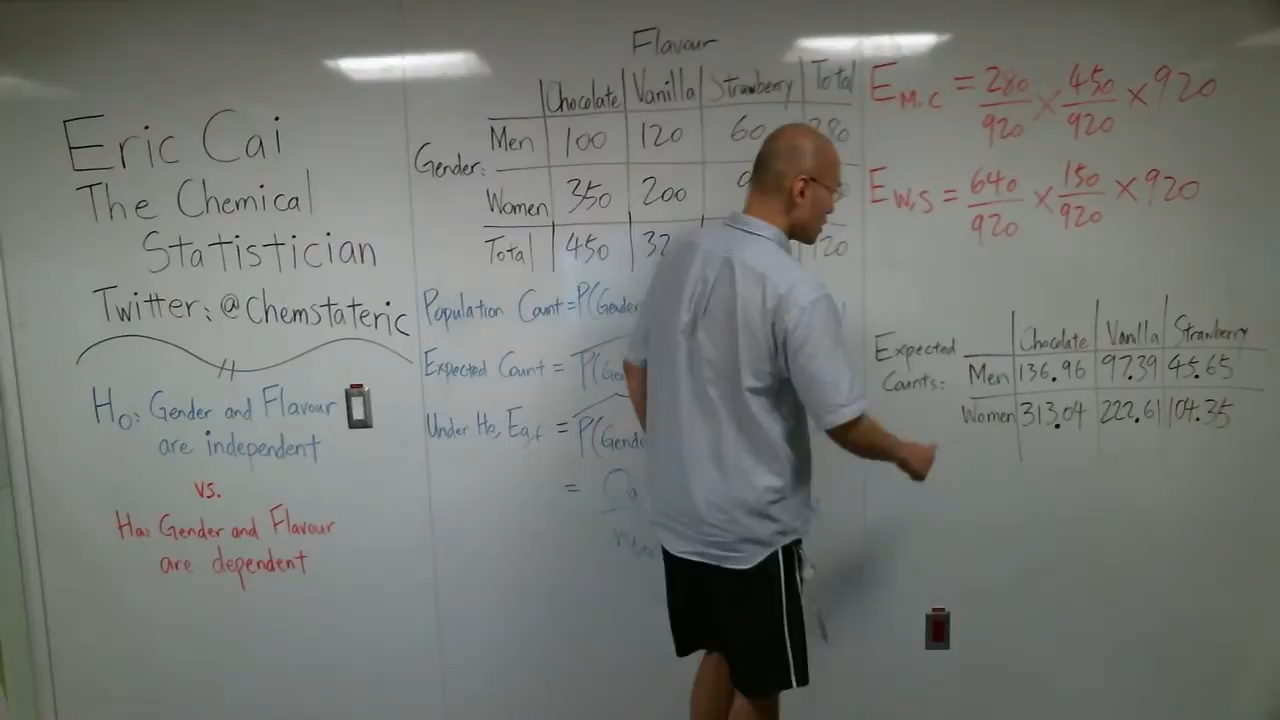 Eric Cai
The Chemical
Statistician
Twitter: @Chemstateric
H₀: Gender and Flavour
are independent
vs.
Ha: Gender and Flavour
are dependent
Flavour
Chocolate Vanilla Strawberry Total
Gender:
Men 100 120 60 280
Women 350 200
Total 450
Population Count = P(Gender
Expected Count = P(Gen
Under H₀, E = P(Gende
=
E M,C = 280/920 × 450/920 × 920
E W,S = 640/920 × 150/920 × 920
Expected
Counts:
Chocolate Vanilla Strawberry
Men 136.96 97.39 45.65
Women 313.04 222.61 104.35